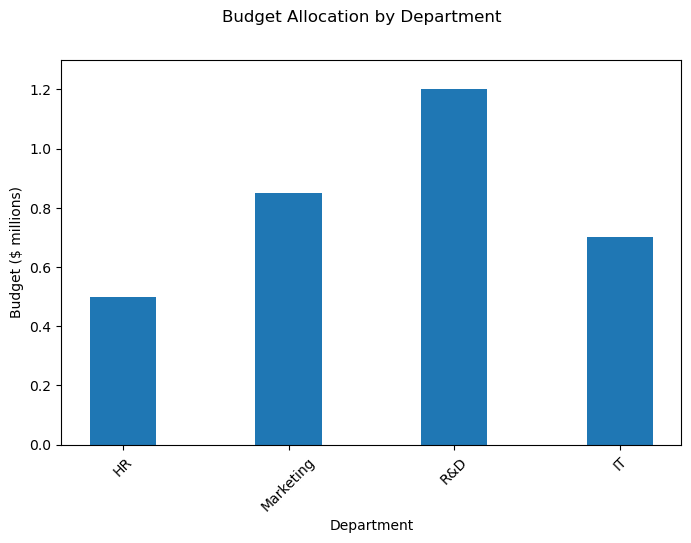 Budget Allocation by Department
Budget ($ millions)
1.2
1.0
0.8
0.6
0.4
0.2
0.0
HR
Marketing
R&D
IT
Department